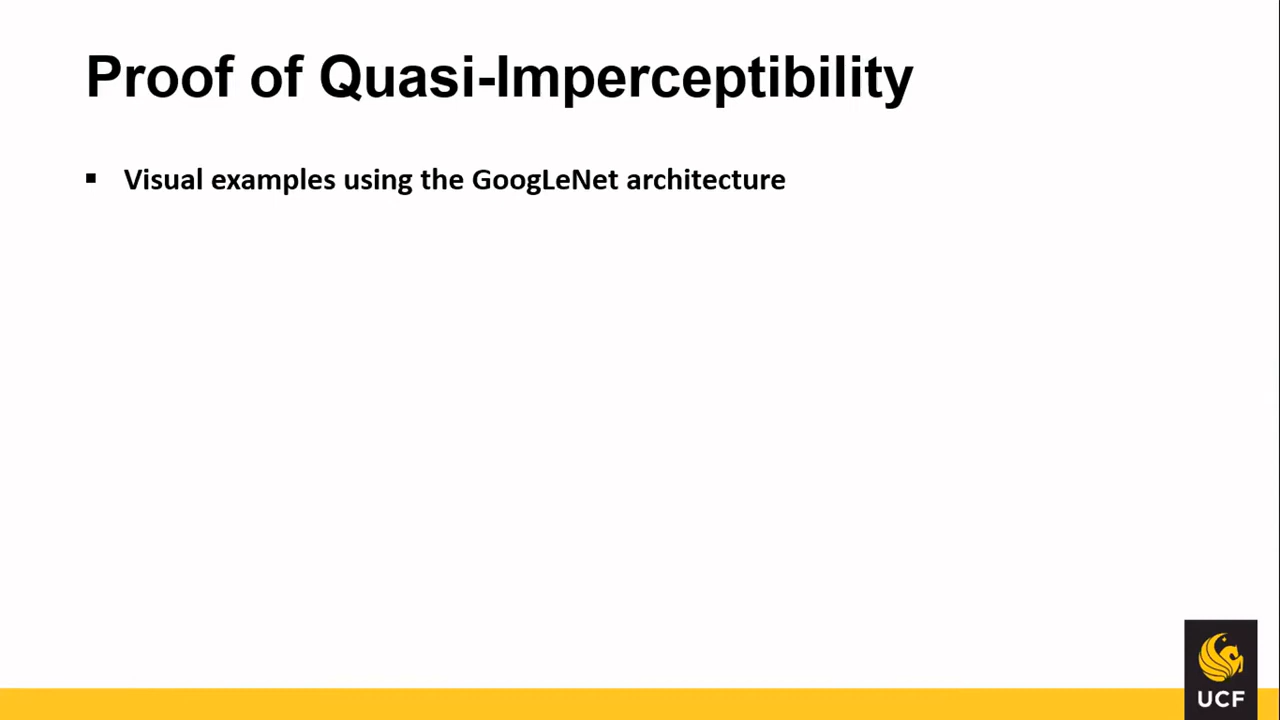 Proof of Quasi-Imperceptibility
▪ Visual examples using the GoogLeNet architecture
UCF